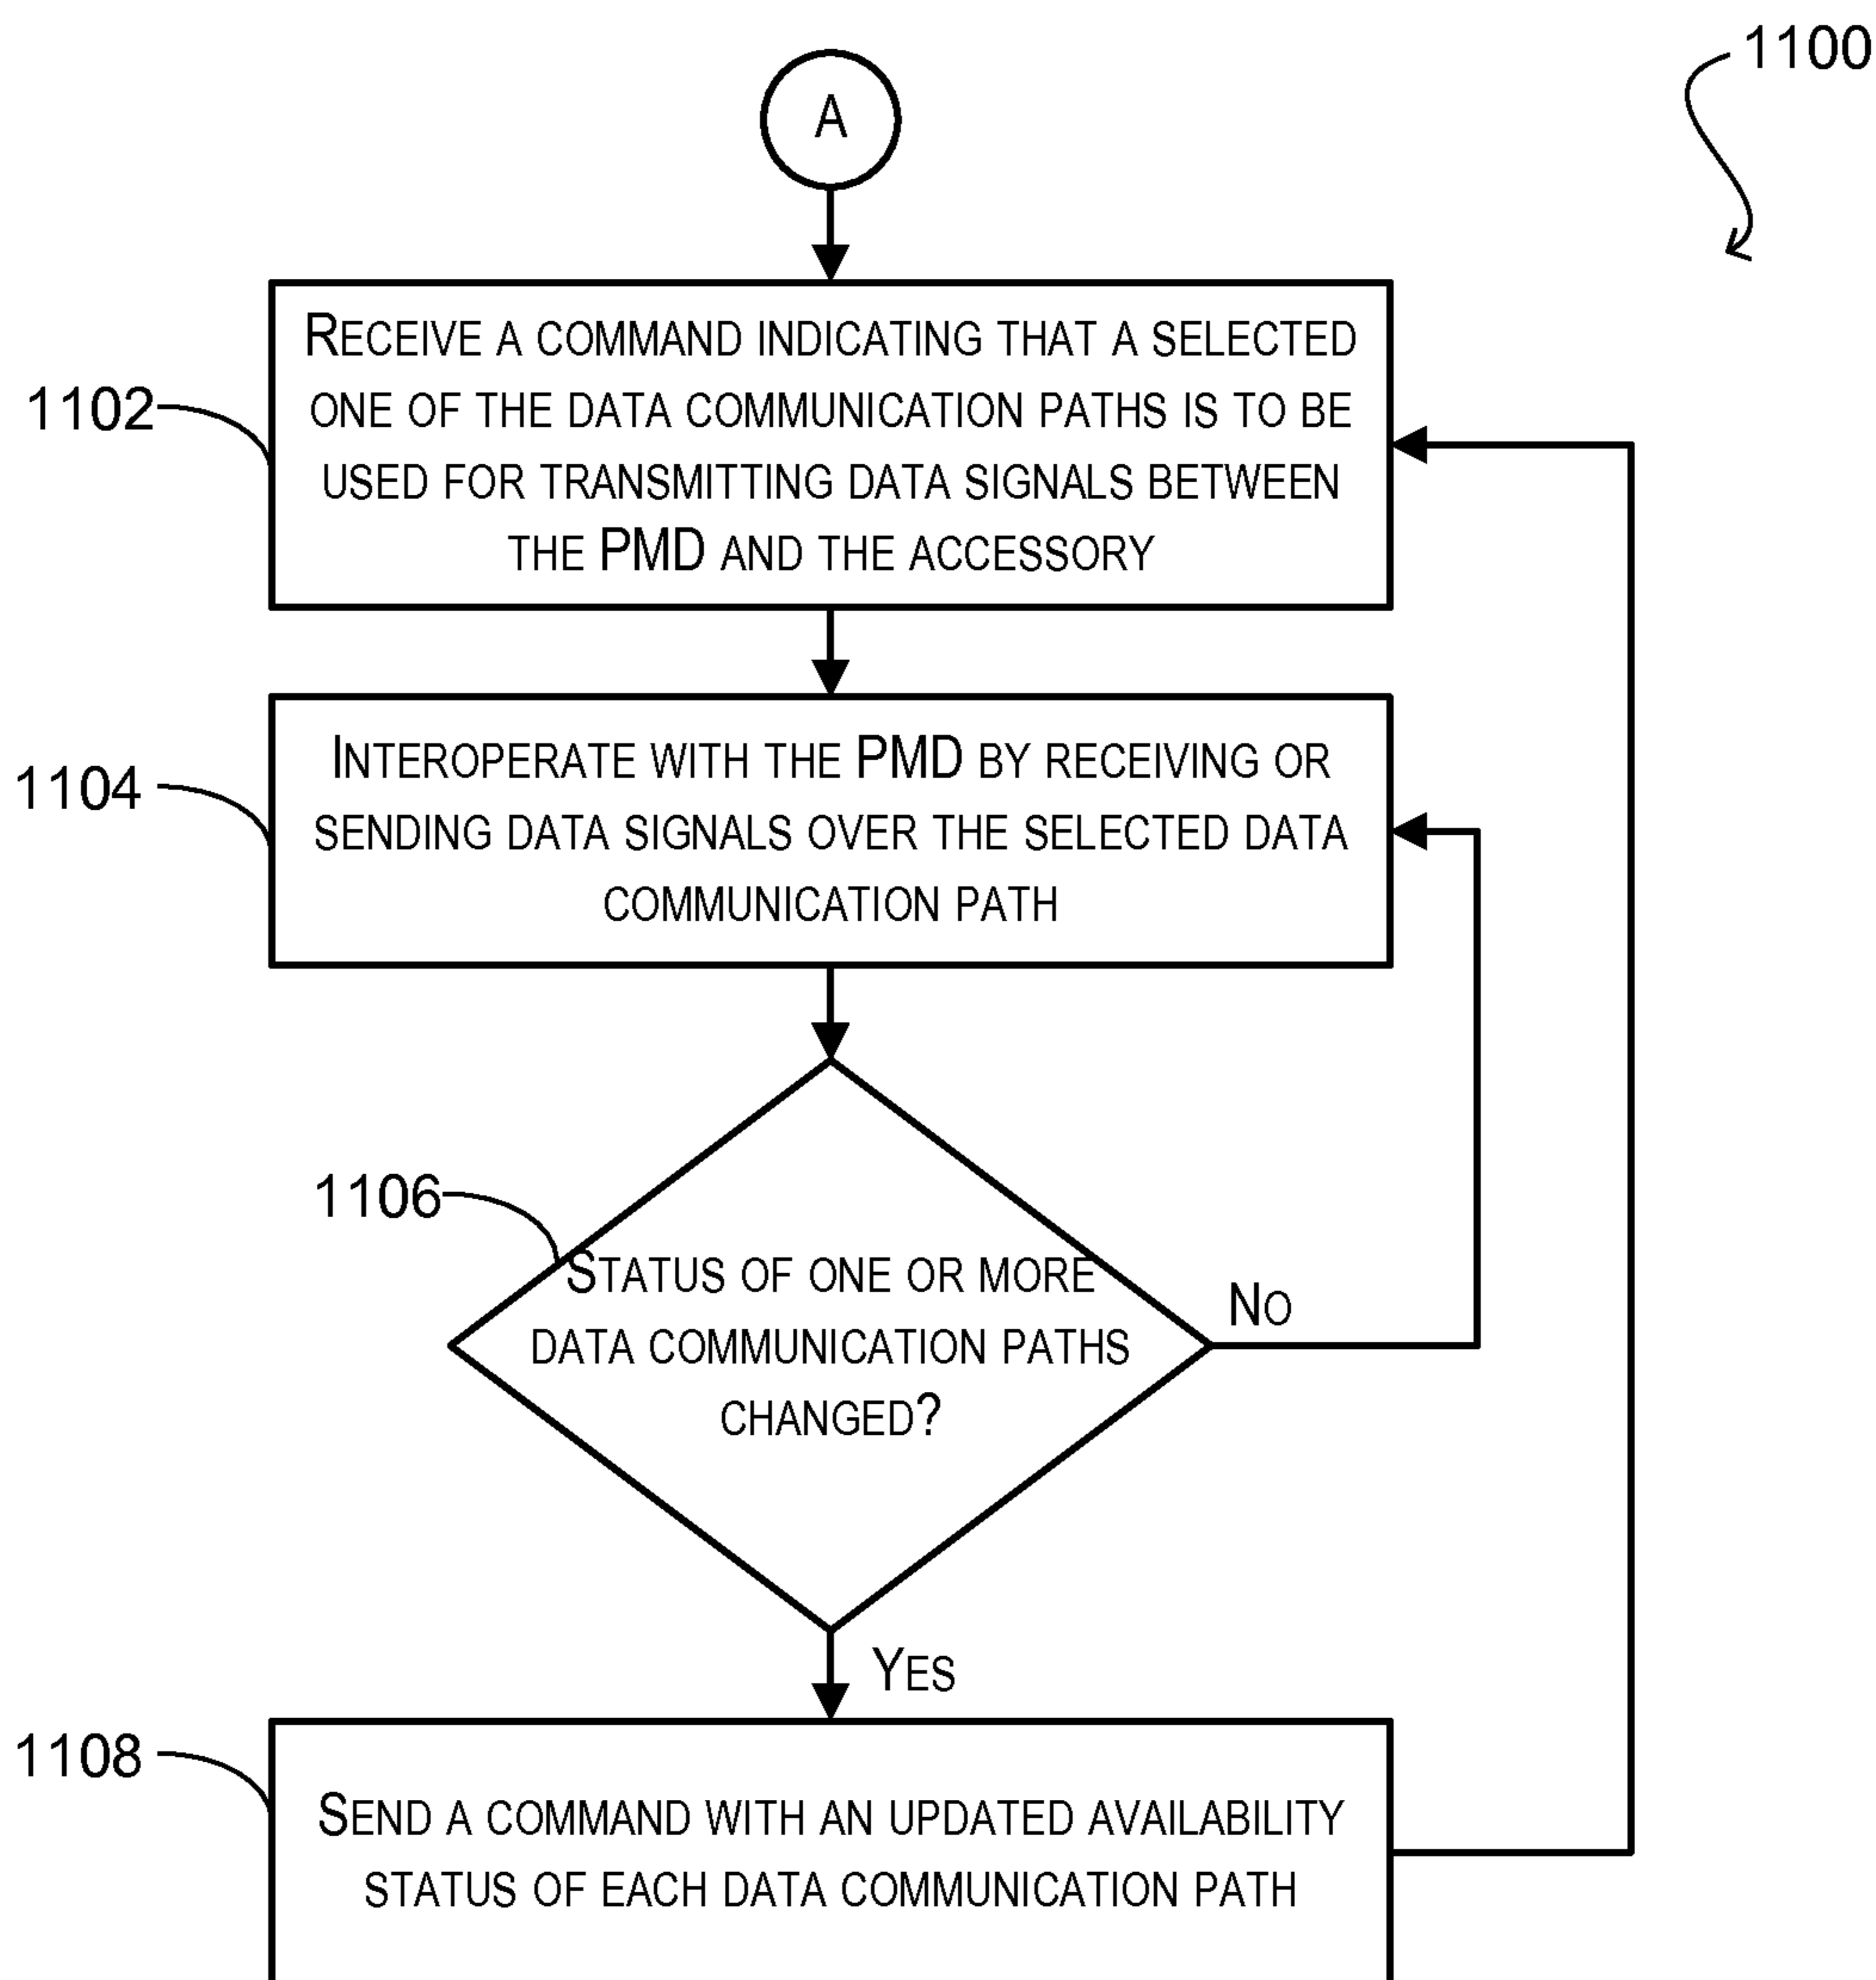 1100
A
1102
RECEIVE A COMMAND INDICATING THAT A SELECTED
ONE OF THE DATA COMMUNICATION PATHS IS TO BE
USED FOR TRANSMITTING DATA SIGNALS BETWEEN
THE PMD AND THE ACCESSORY
1104
INTEROPERATE WITH THE PMD BY RECEIVING OR
SENDING DATA SIGNALS OVER THE SELECTED DATA
COMMUNICATION PATH
1106
STATUS OF ONE OR MORE
DATA COMMUNICATION PATHS
CHANGED?
NO
YES
1108
SEND A COMMAND WITH AN UPDATED AVAILABILITY
STATUS OF EACH DATA COMMUNICATION PATH